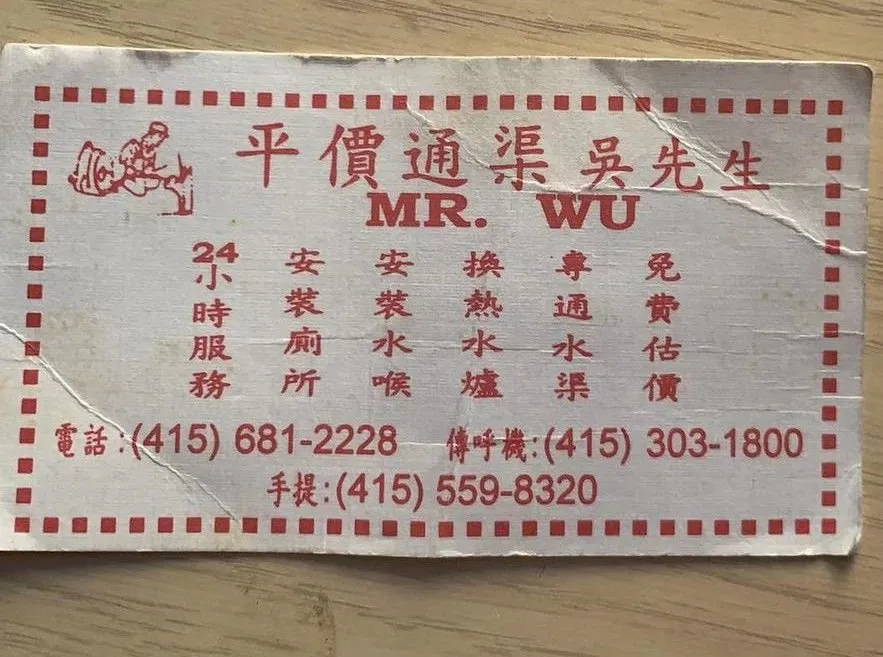 平價通渠吳先生
MR. WU
免費估價
專通水渠
換熱水爐
安裝水喉
安裝廁所
24小時服務
電話:(415) 681-2228
傳呼機:(415) 303-1800
手提:(415) 559-8320